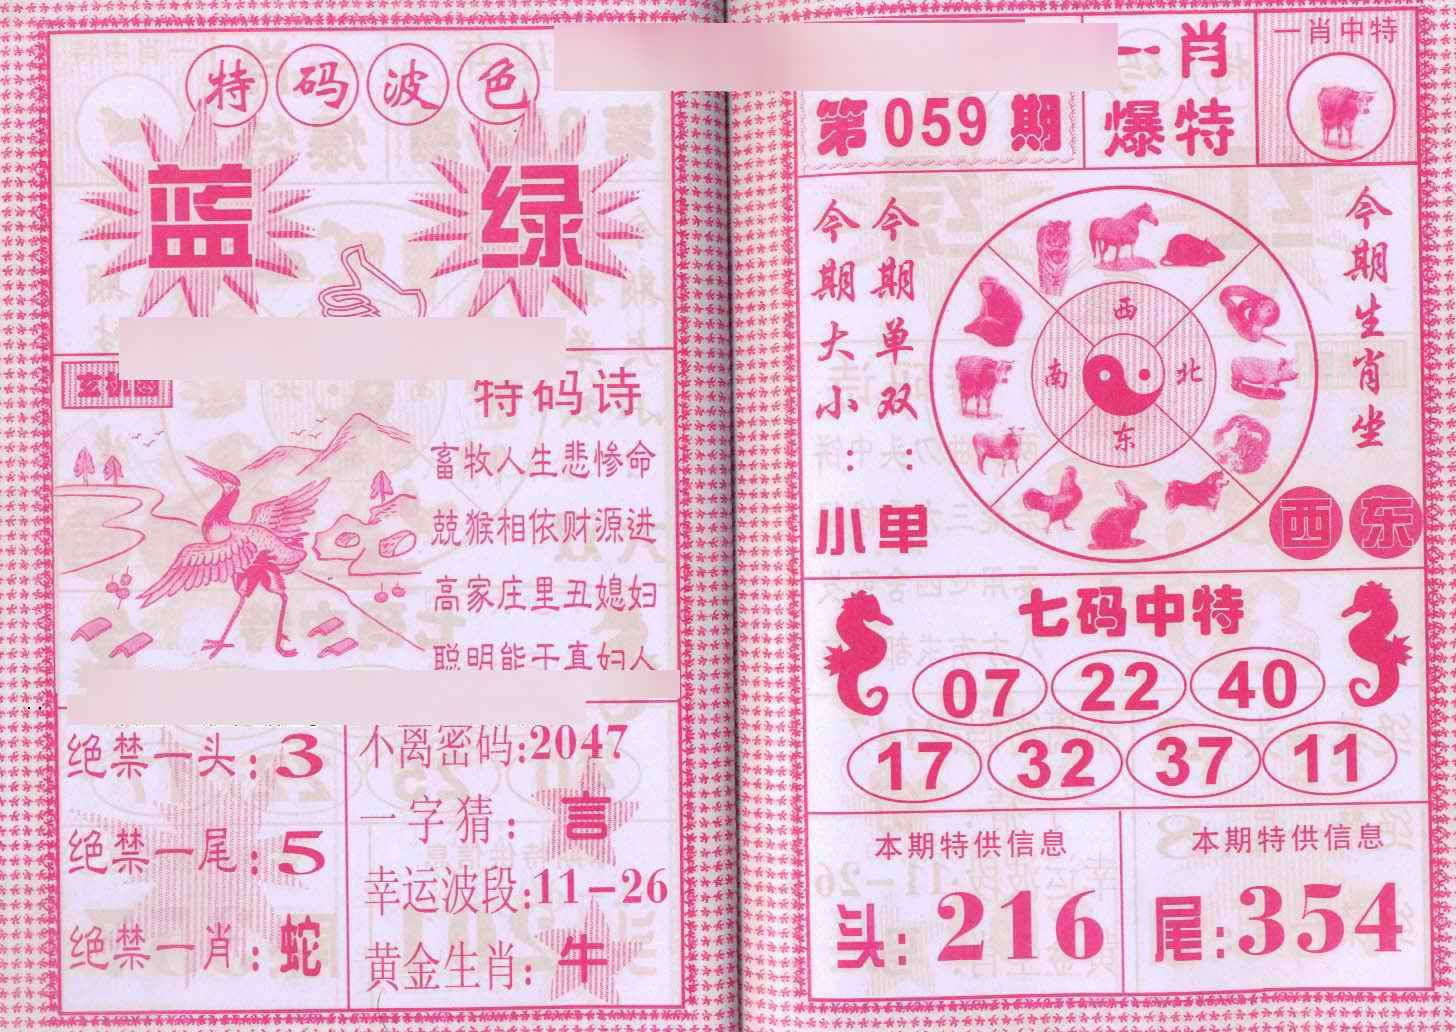 特码波色
蓝 绿
玄机图
特码诗
畜牧人生悲惨命
兢猴相依财源进
高家庄里丑媳妇
聪明能干真妇人
绝禁一头:3
绝禁一尾:5
绝禁一肖:蛇
不离密码:2047
一字猜:言
幸运波段:11-26
黄金生肖:牛
第059期
一肖
爆特
一肖中特
今期大小:小
今期单双:单
西
南 北
东
今期生肖坐
西 东
七码中特
07 22 40
17 32 37 11
本期特供信息
头:216
本期特供信息
尾:354